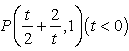 P(t/2 + 2/t, 1)(t < 0)